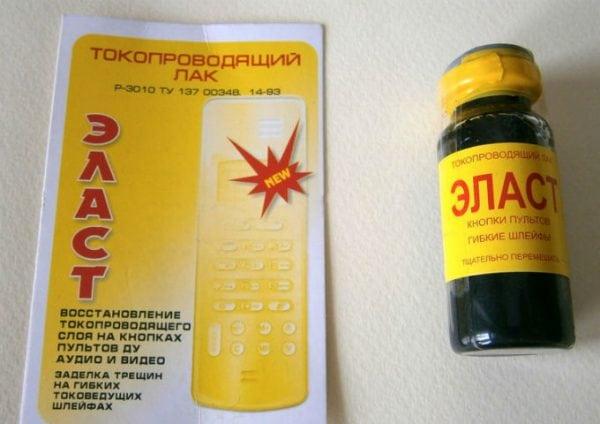 ТОКОПРОВОДЯЩИЙ
ЛАК
Р-3010 ТУ 137 00348. 14-93
ЭЛАСТ
NEW
ВОССТАНОВЛЕНИЕ
ТОКОПРОВОДЯЩЕГО
СЛОЯ НА КНОПКАХ
ПУЛЬТОВ ДУ
АУДИО И ВИДЕО
ЗАДЕЛКА ТРЕЩИН
НА ГИБКИХ
ТОКОВЕДУЩИХ
ШЛЕЙФАХ
ТОКОПРОВОДЯЩИЙ ЛАК
ЭЛАСТ
КНОПКИ ПУЛЬТОВ
ГИБКИЕ ШЛЕЙФЫ
ТЩАТЕЛЬНО